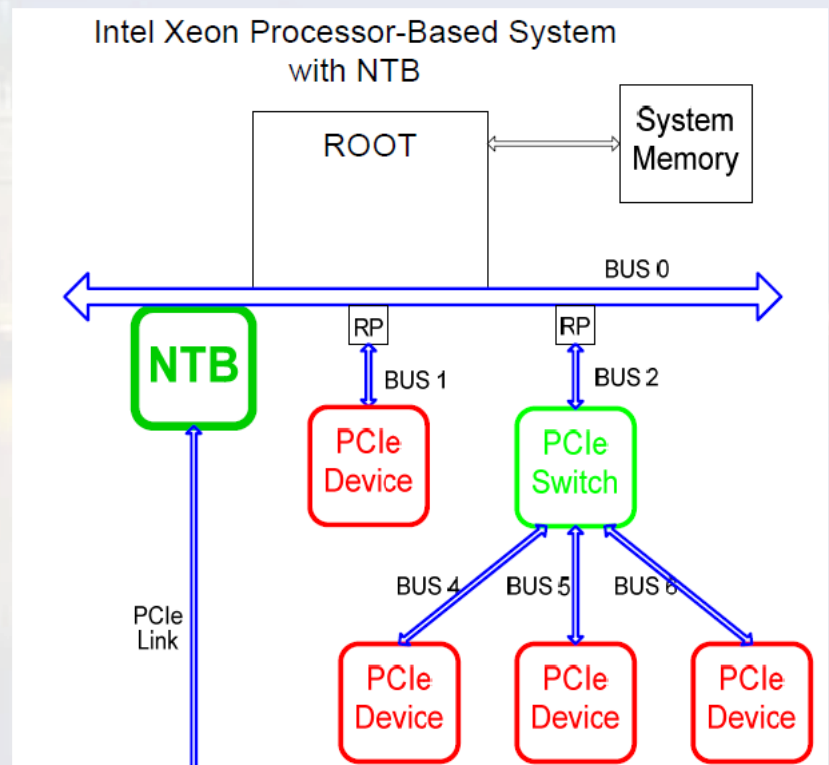 Intel Xeon Processor-Based System
with NTB
ROOT
System
Memory
BUS 0
NTB
RP
RP
BUS 1
BUS 2
PCIe
Device
PCIe
Switch
BUS 4
BUS 5
BUS 6
PCIe
Link
PCIe
Device
PCIe
Device
PCIe
Device